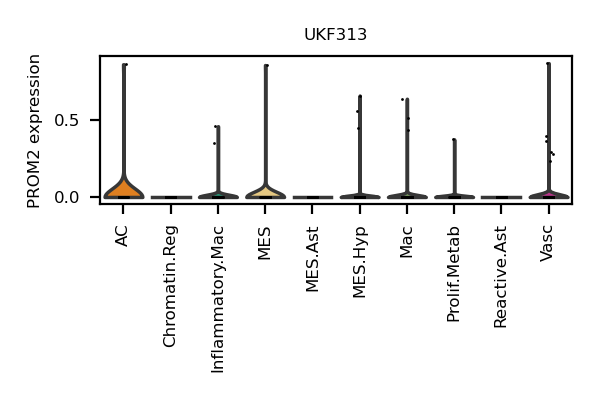 UKF313
PROM2 expression
0.5
0.0
AC
Chromatin.Reg
Inflammatory.Mac
MES
MES.Ast
MES.Hyp
Mac
Prolif.Metab
Reactive.Ast
Vasc